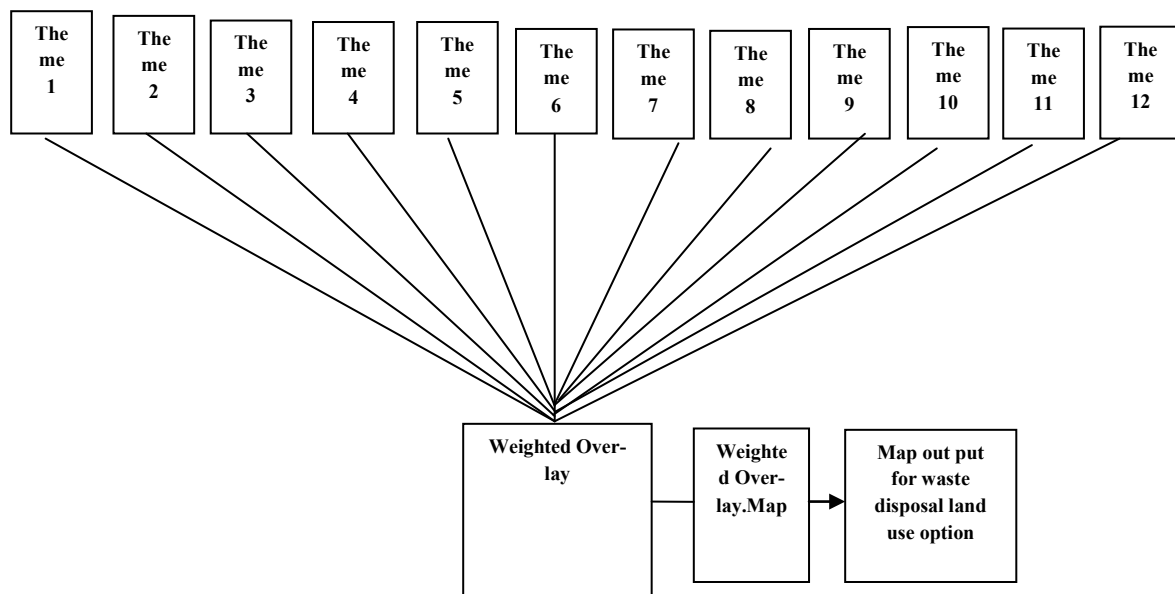 The
me
1
The
me
2
The
me
3
The
me
4
The
me
5
The
me
6
The
me
7
The
me
8
The
me
9
The
me
10
The
me
11
The
me
12
Weighted Over-
lay
Weighte
d Over-
lay.Map
Map out put
for waste
disposal land
use option